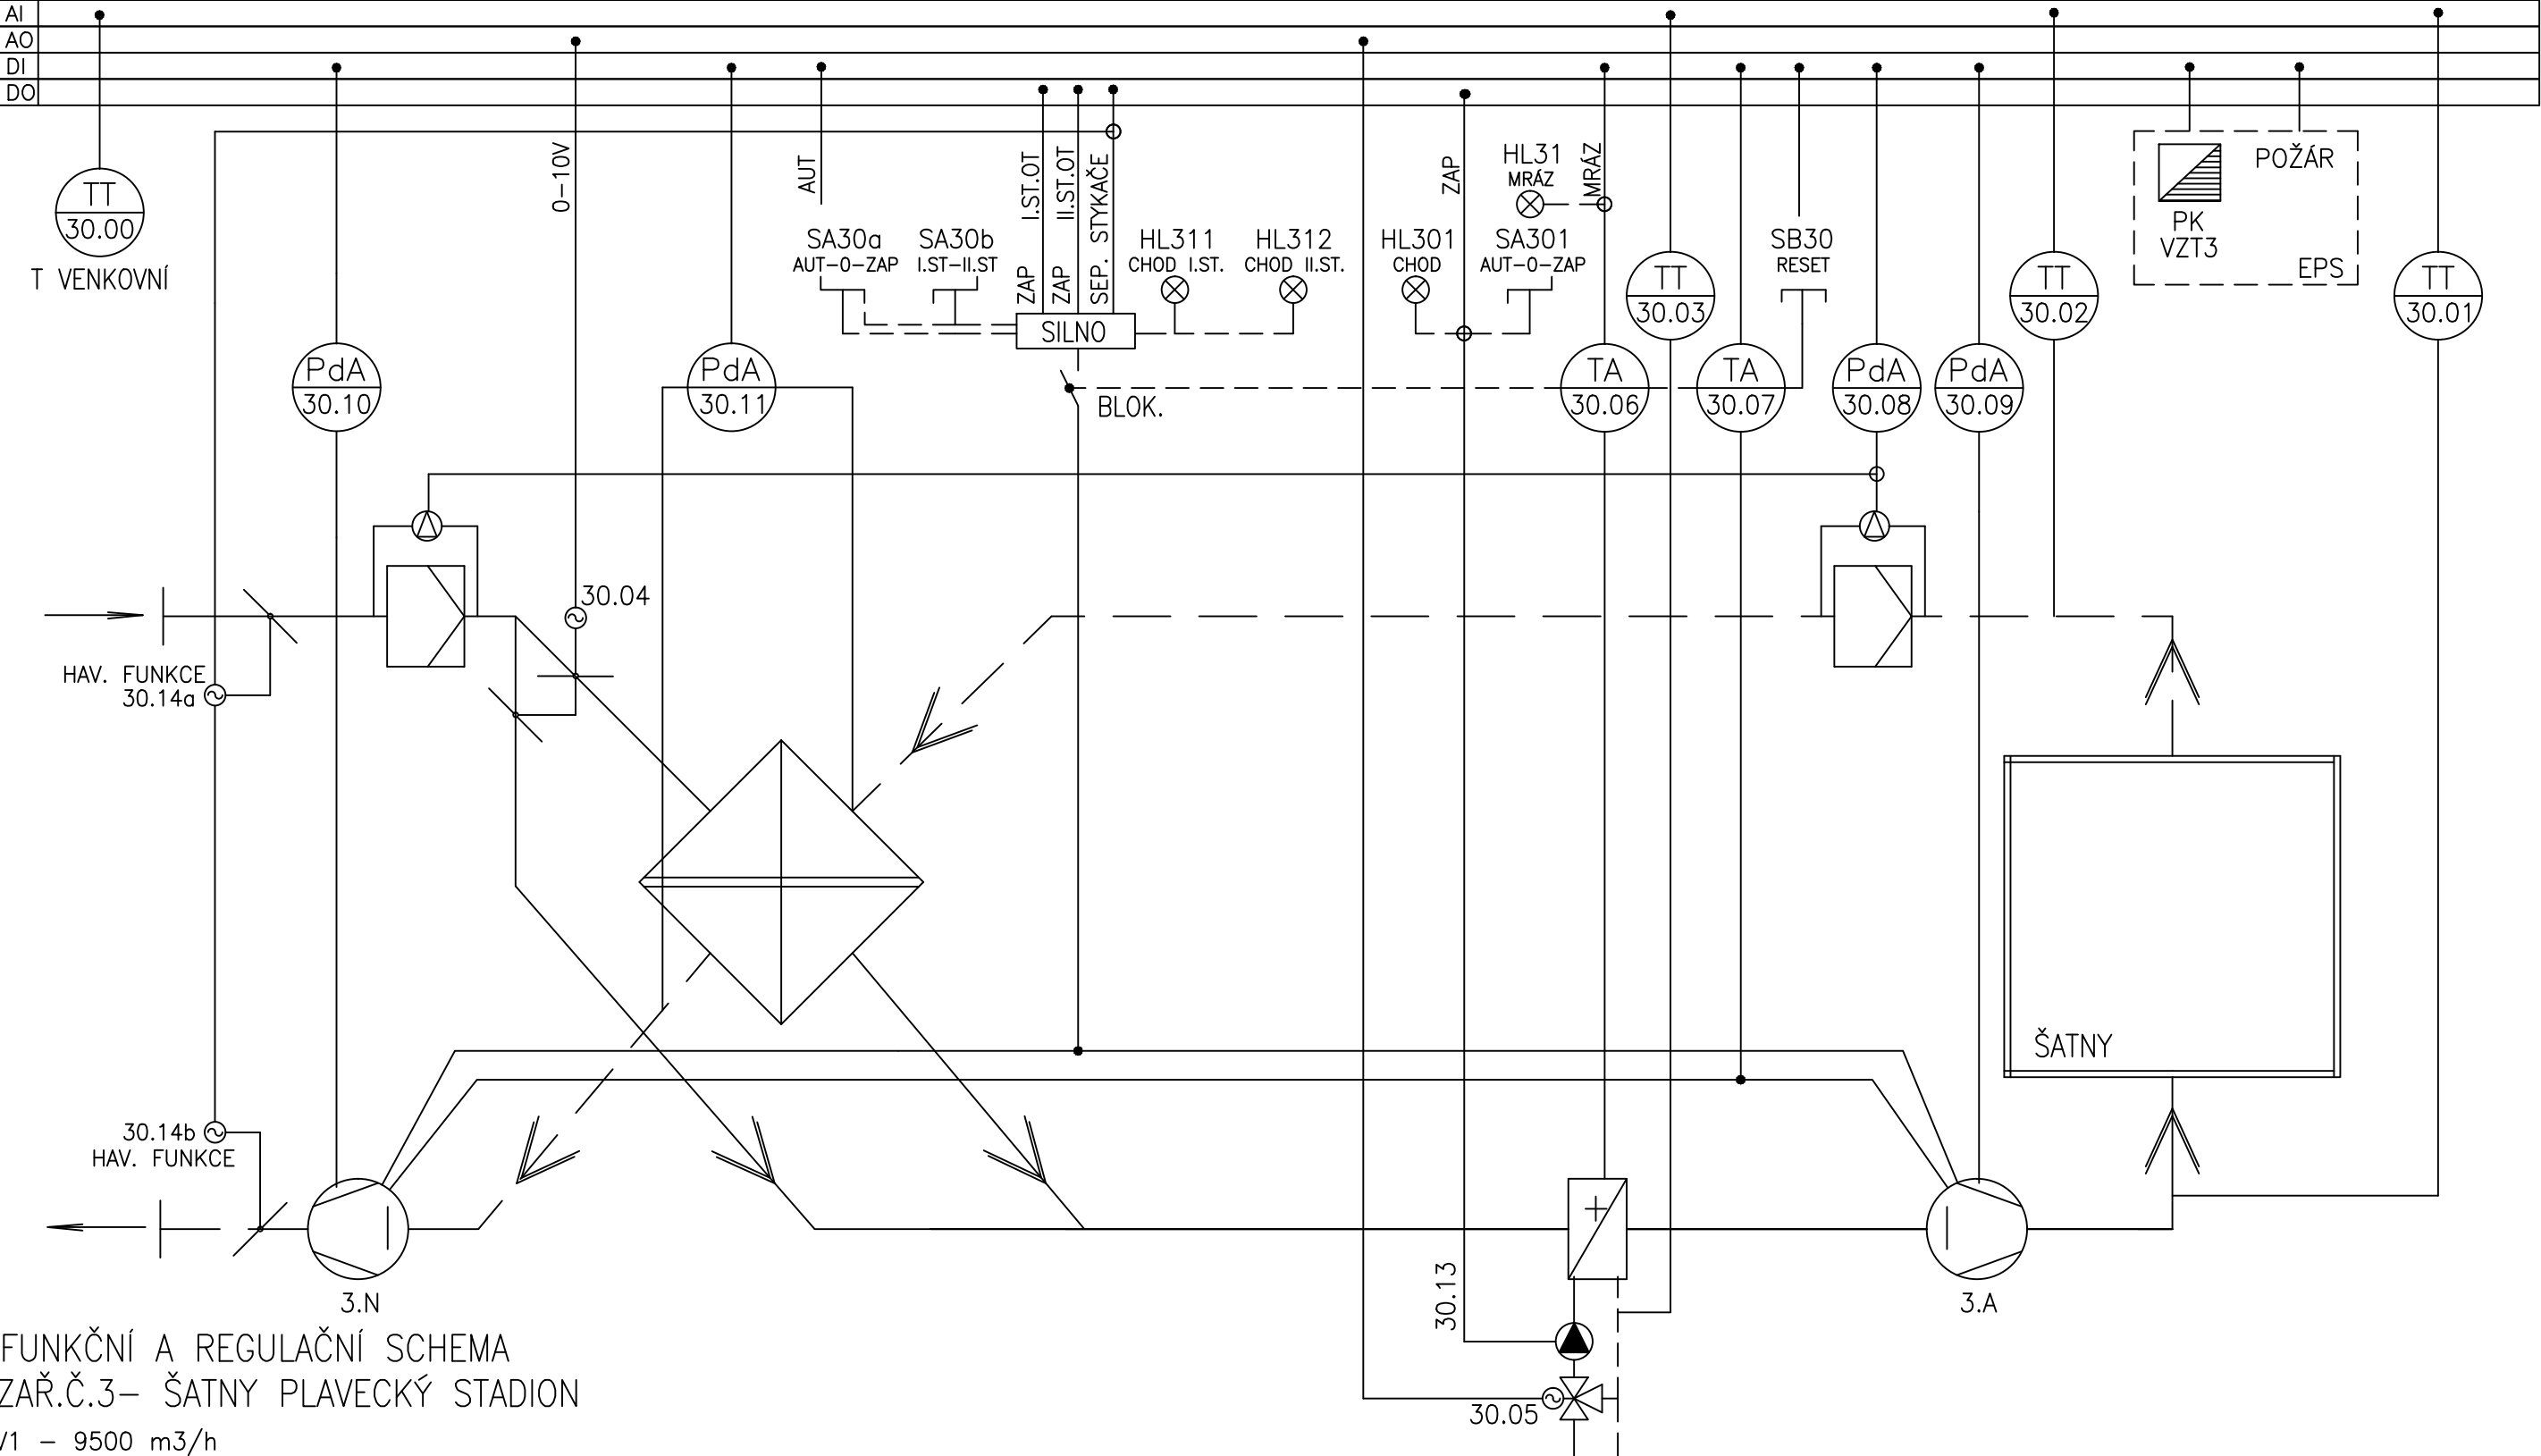 AI
AO
DI
DO
TT
30.00
T VENKOVNÍ
PdA
30.10
0-10V
PdA
30.11
AUT
SA30a
AUT-0-ZAP
SA30b
I.ST-II.ST
ZAP I.ST.OT
ZAP II.ST.OT
SEP. STYKAČE
SILNO
BLOK.
HL311
CHOD I.ST.
HL312
CHOD II.ST.
HL301
CHOD
ZAP
SA301
AUT-0-ZAP
HL31
MRÁZ
MRÁZ
TA
30.06
TT
30.03
TA
30.07
SB30
RESET
PdA
30.08
PdA
30.09
TT
30.02
PK
VZT3
POŽÁR
EPS
TT
30.01
30.04
HAV. FUNKCE
30.14a
ŠATNY
30.14b
HAV. FUNKCE
3.N
30.13
30.05
3.A
FUNKČNÍ A REGULAČNÍ SCHEMA
ZAŘ.Č.3- ŠATNY PLAVECKÝ STADION
V1 - 9500 m3/h